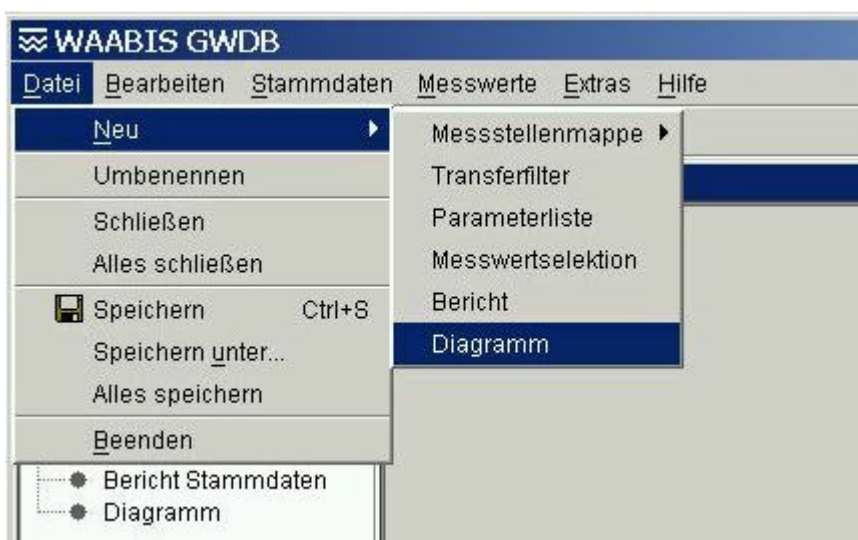 WAABIS GWDB
Datei Bearbeiten Stammdaten Messwerte Extras Hilfe
Neu
Umbenennen
Schließen
Alles schließen
Speichern Ctrl+S
Speichern unter...
Alles speichern
Beenden
Messstellenmappe
Transferfilter
Parameterliste
Messwertselektion
Bericht
Diagramm
Bericht Stammdaten
Diagramm